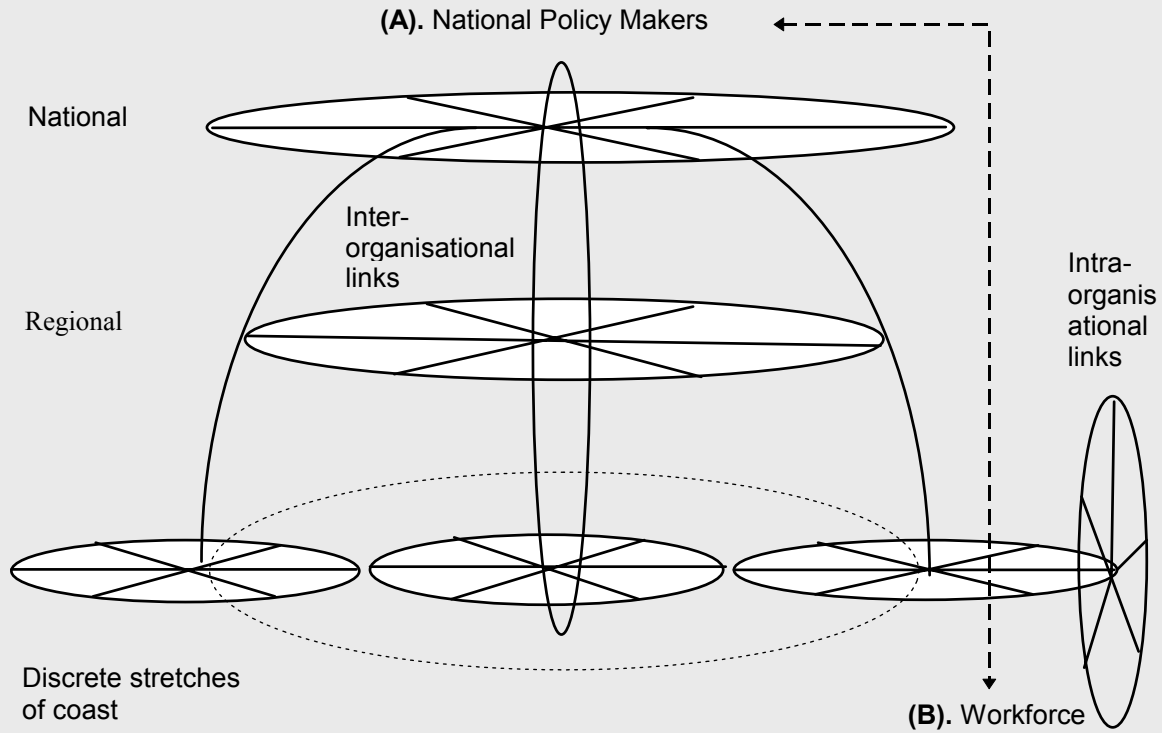 (A). National Policy Makers
National
Inter-
organisational
links
Intra-
organis
ational
links
Regional
Discrete stretches
of coast
(B). Workforce